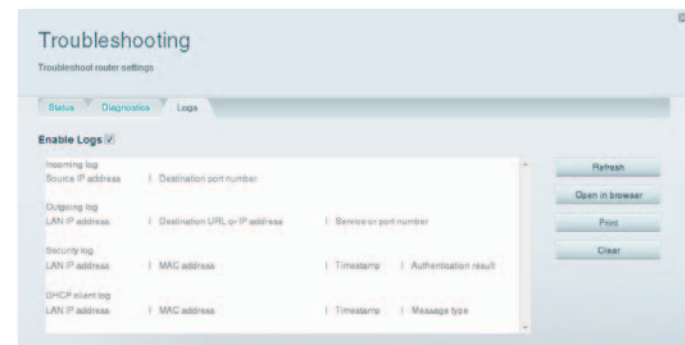 Troubleshooting
Troubleshoot router settings
Status
Diagnostics
Logs
Enable Logs
Incoming log
Source IP address | Destination port number
Outgoing log
LAN IP address | Destination URL or IP address | Service or port number
Security log
LAN IP address | MAC address | Timestamp | Authentication result
DHCP client log
LAN IP address | MAC address | Timestamp | Message type
Refresh
Open in browser
Print
Clear